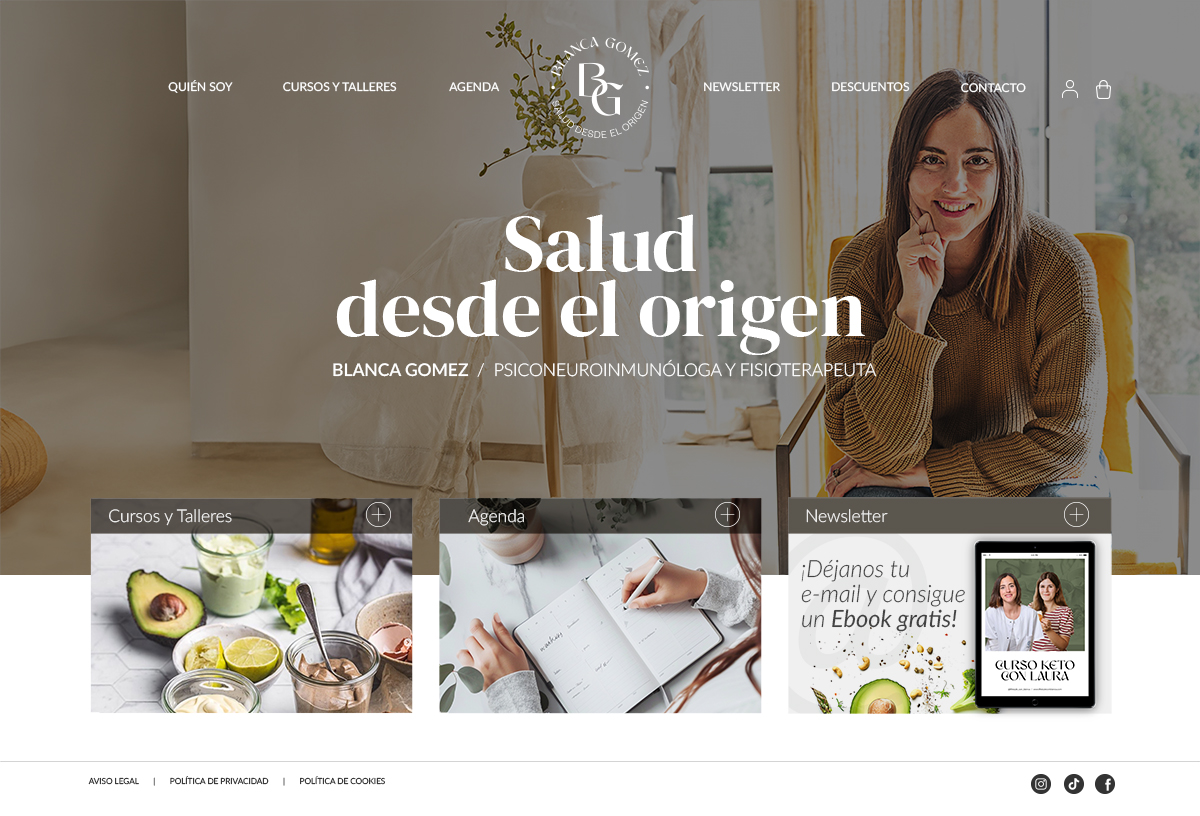 QUIÉN SOY
CURSOS Y TALLERES
AGENDA
BLANCA GOMEZ
BG
SALUD DESDE EL ORIGEN
NEWSLETTER
DESCUENTOS
CONTACTO
Salud
desde el origen
BLANCA GOMEZ / PSICONEUROINMUNÓLOGA Y FISIOTERAPEUTA
Cursos y Talleres
Agenda
Newsletter
¡Déjanos tu
e-mail y consigue
un Ebook gratis!
CURSO KETO
CON LAURA
AVISO LEGAL | POLÍTICA DE PRIVACIDAD | POLÍTICA DE COOKIES